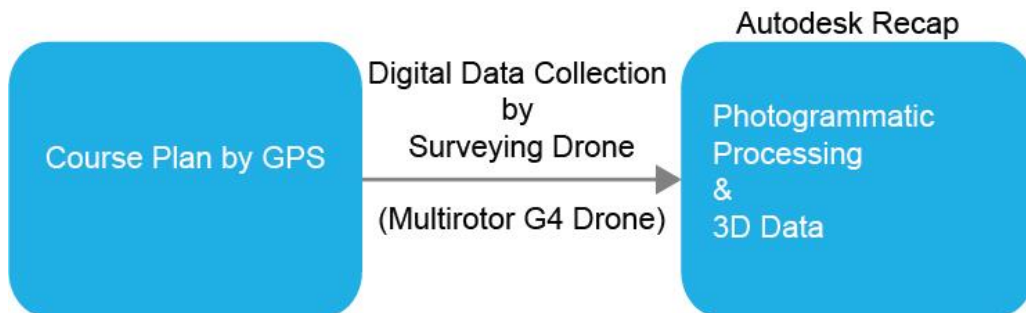 Course Plan by GPS
Digital Data Collection
by
Surveying Drone
(Multirotor G4 Drone)
Autodesk Recap
Photogrammatic
Processing
&
3D Data